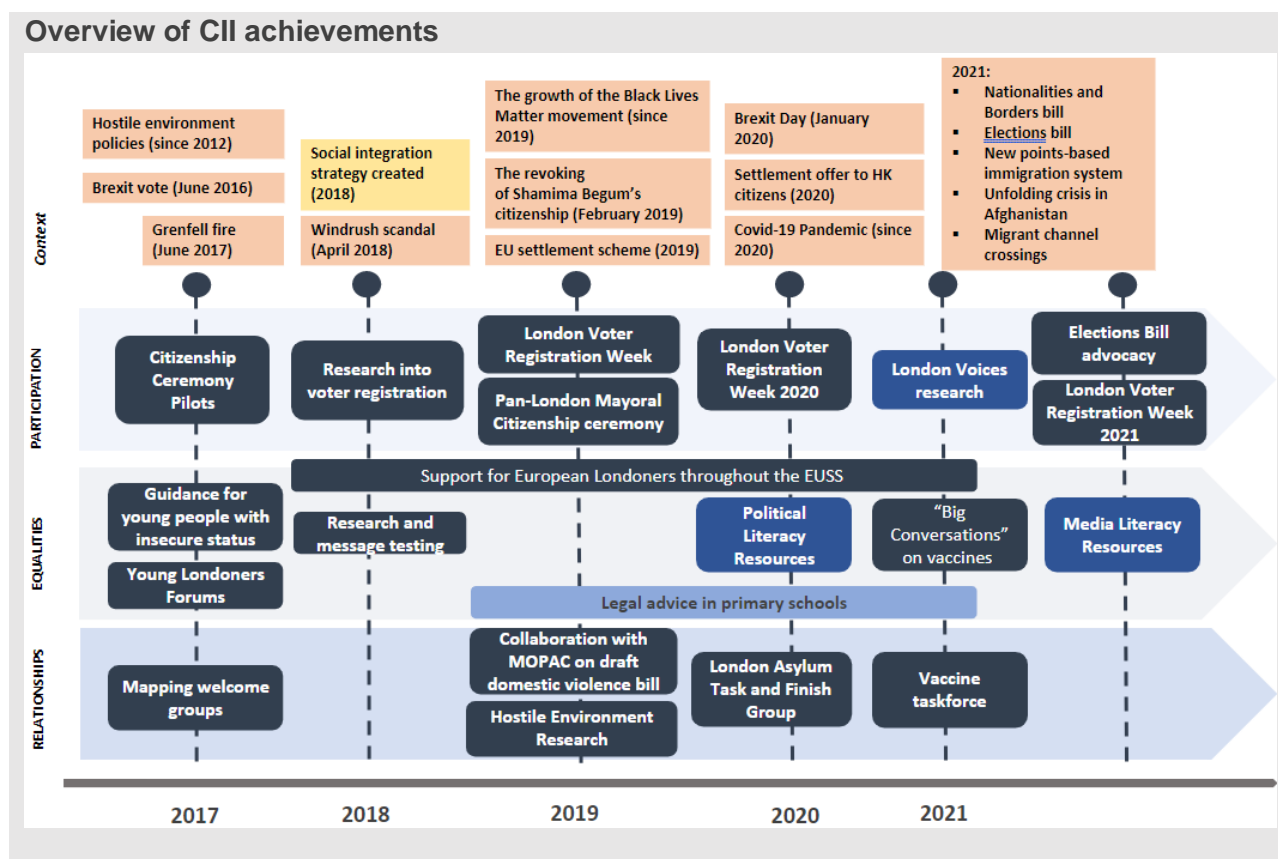 Overview of CII achievements
Context
Hostile environment
policies (since 2012)
Brexit vote (June 2016)
Grenfell fire
(June 2017)
Social integration
strategy created
(2018)
Windrush scandal
(April 2018)
The growth of the Black Lives
Matter movement (since
2019)
The revoking
of Shamima Begum’s
citizenship (February 2019)
EU settlement scheme (2019)
Brexit Day (January
2020)
Settlement offer to HK
citizens (2020)
Covid-19 Pandemic (since
2020)
2021:
▪ Nationalities and
Borders bill
▪ Elections bill
▪ New points-based
immigration system
▪ Unfolding crisis in
Afghanistan
▪ Migrant channel
crossings
PARTICIPATION
Citizenship
Ceremony
Pilots
Research into
voter registration
London Voter
Registration Week
Pan-London Mayoral
Citizenship ceremony
London Voter
Registration
Week 2020
London Voices
research
Elections Bill
advocacy
London Voter
Registration Week
2021
EQUALITIES
Support for European Londoners throughout the EUSS
Guidance for
young people with
insecure status
Young Londoners
Forums
Research and
message testing
Political
Literacy
Resources
“Big
Conversations”
on vaccines
Media Literacy
Resources
Legal advice in primary schools
RELATIONSHIPS
Mapping welcome
groups
Collaboration with
MOPAC on draft
domestic violence bill
Hostile Environment
Research
London Asylum
Task and Finish
Group
Vaccine
taskforce
2017
2018
2019
2020
2021